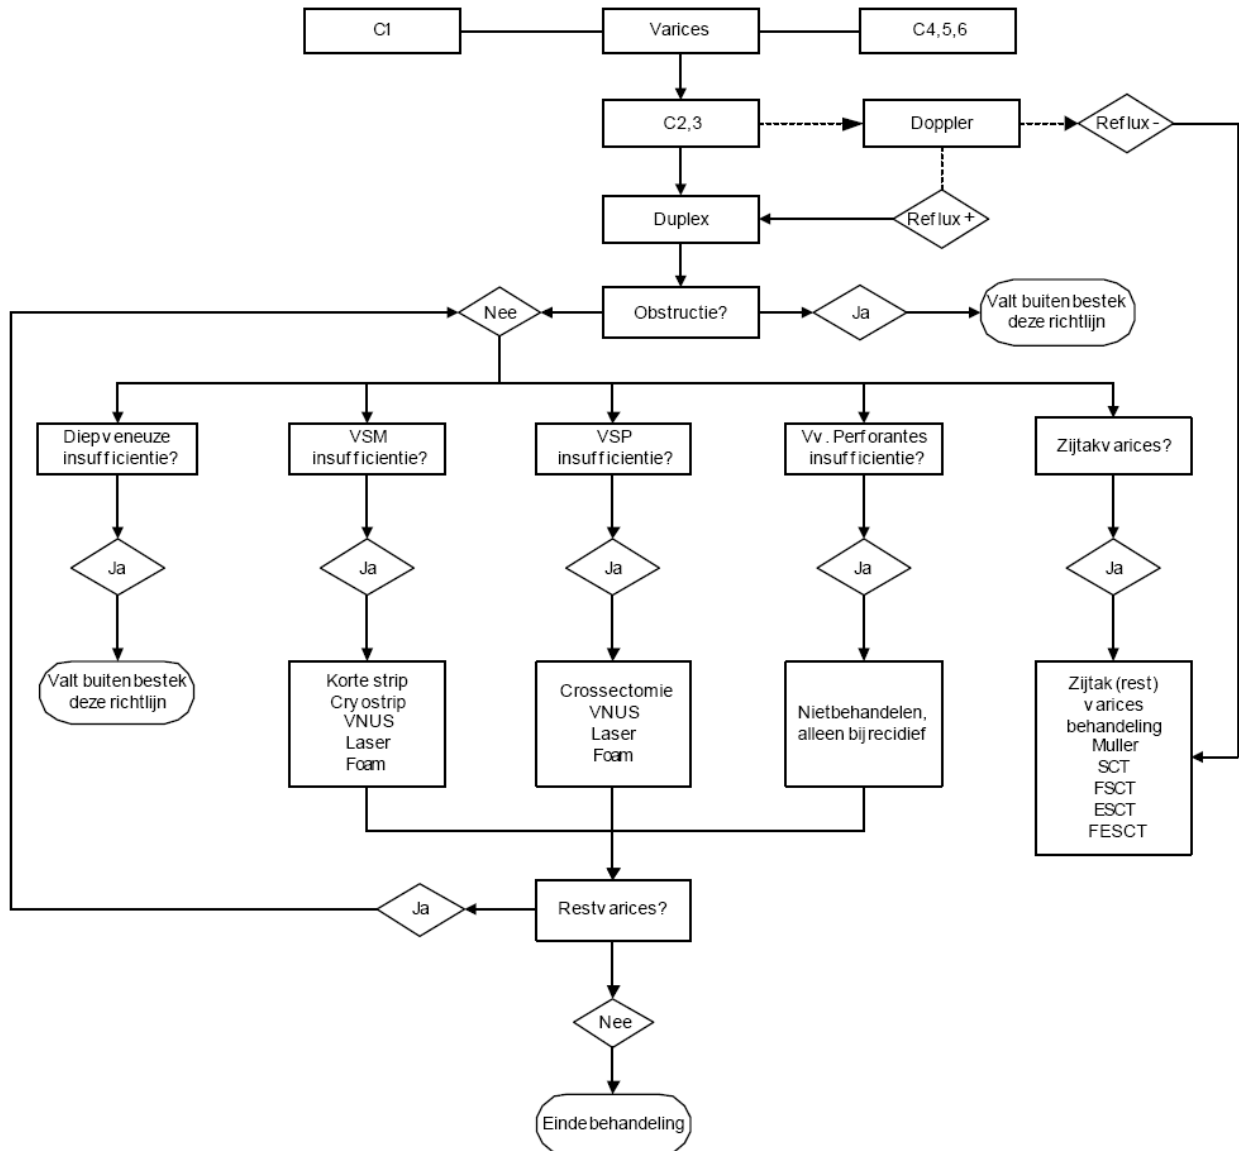 C1
Varices
C4,5,6
C2,3
Doppler
Reflux -
Duplex
Reflux +
Nee
Obstructie?
Ja
Valt buiten bestek
deze richtlijn
Diepveneuze
insufficientie?
VSM
insufficientie?
VSP
insufficientie?
Vv. Perforantes
insufficientie?
Zijtakvarices?
Ja
Ja
Ja
Ja
Ja
Valt buiten bestek
deze richtlijn
Korte strip
Cryostrip
VNUS
Laser
Foam
Crossectomie
VNUS
Laser
Foam
Niet behandelen,
alleen bij recidief
Zijtak (rest)
varices
behandeling
Muller
SCT
FSCT
ESCT
FESCT
Ja
Restvarices?
Nee
Einde behandeling